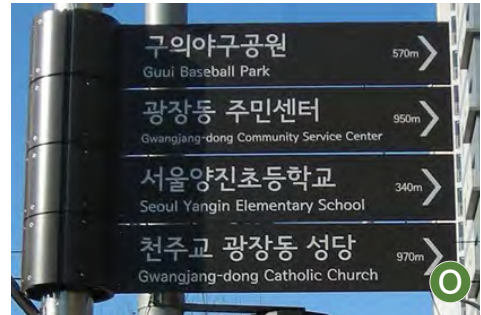 구의야구공원 570m
Guui Baseball Park
광장동 주민센터 950m
Gwangjang-dong Community Service Center
서울양진초등학교 340m
Seoul Yangin Elementary School
천주교 광장동 성당 970m
Gwangjang-dong Catholic Church
O